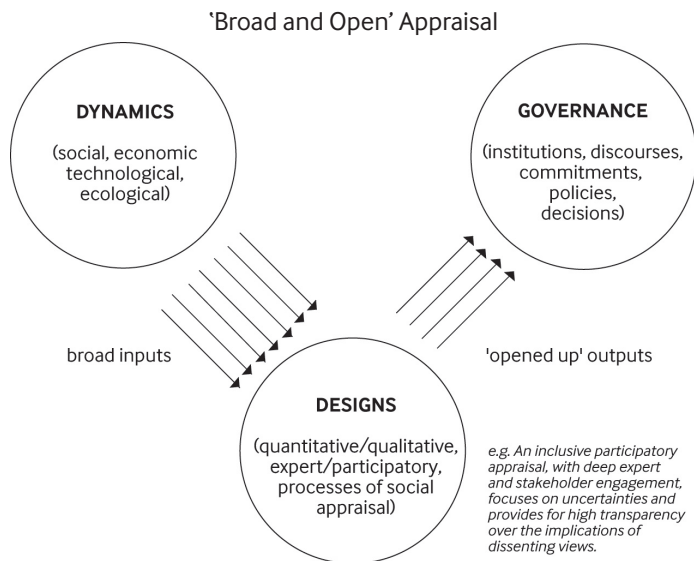 'Broad and Open' Appraisal
DYNAMICS
(social, economic
technological,
ecological)
GOVERNANCE
(institutions, discourses,
commitments,
policies,
decisions)
broad inputs
'opened up' outputs
DESIGNS
(quantitative/qualitative,
expert/participatory,
processes of social
appraisal)
e.g. An inclusive participatory
appraisal, with deep expert
and stakeholder engagement,
focuses on uncertainties and
provides for high transparency
over the implications of
dissenting views.